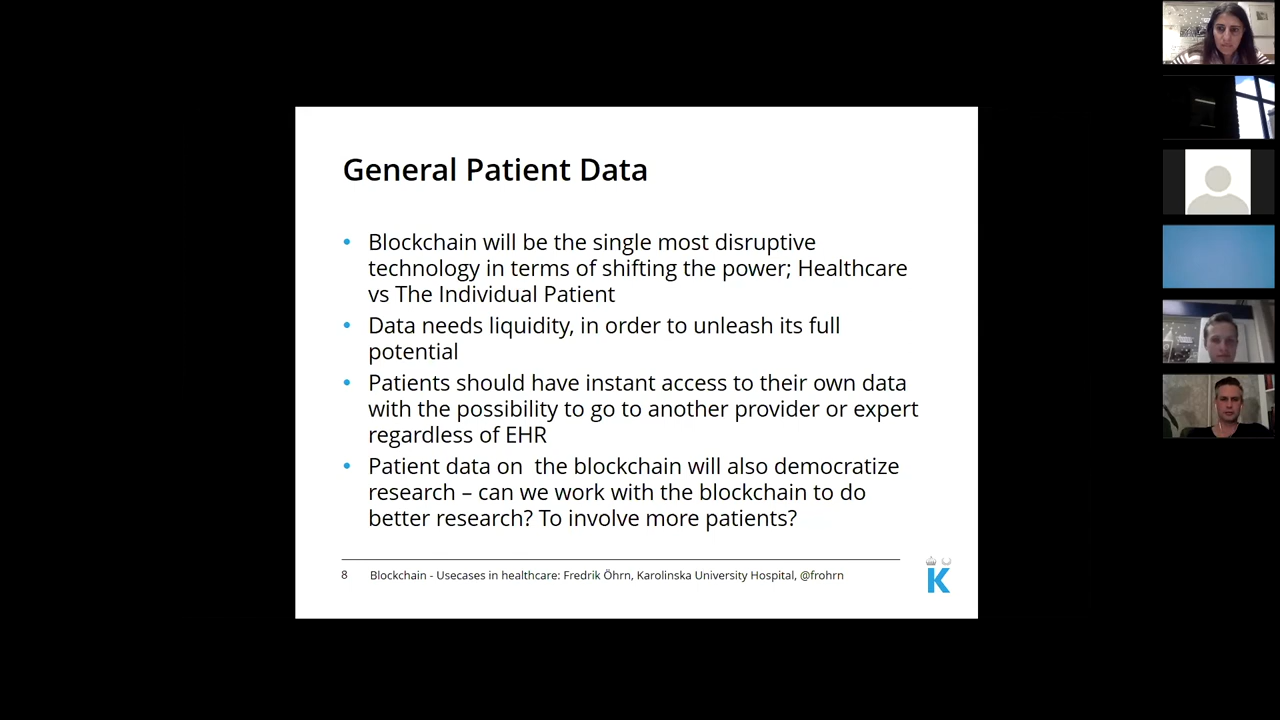 General Patient Data
• Blockchain will be the single most disruptive
technology in terms of shifting the power; Healthcare
vs The Individual Patient
• Data needs liquidity, in order to unleash its full
potential
• Patients should have instant access to their own data
with the possibility to go to another provider or expert
regardless of EHR
• Patient data on  the blockchain will also democratize
research – can we work with the blockchain to do
better research? To involve more patients?
8 Blockchain - Usecases in healthcare: Fredrik Öhrn, Karolinska University Hospital, @frohrn
K